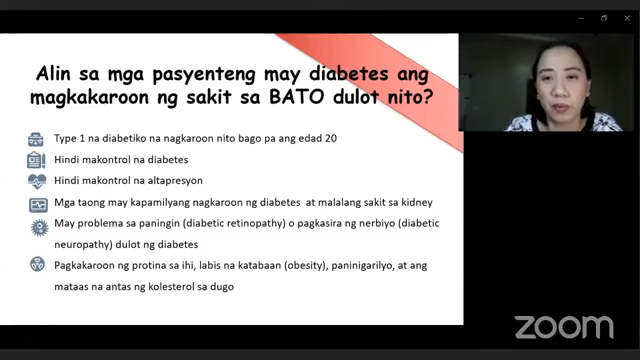 Alin sa mga pasyenteng may diabetes ang
magkakaroon ng sakit sa BATO dulot nito?
Type 1 na diabetiko na nagkaroon nito bago pa ang edad 20
Hindi makontrol na diabetes
Hindi makontrol na altapresyon
Mga taong may kapamilyang nagkaroon ng diabetes at malalang sakit sa kidney
May problema sa paningin (diabetic retinopathy) o pagkasira ng nerbiyo (diabetic
neuropathy) dulot ng diabetes
Pagkakaroon ng protina sa ihi, labis na katabaan (obesity), paninigarilyo, at ang
mataas na antas ng kolesterol sa dugo
zoom